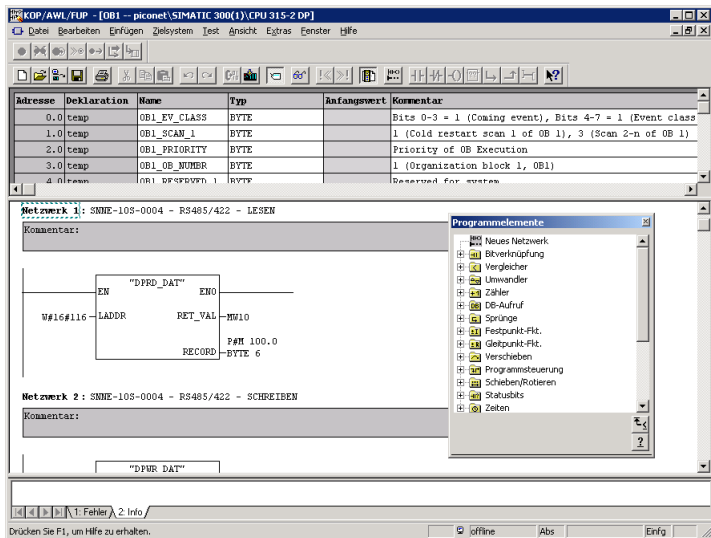 KOP/AWL/FUP - [OB1 -- piconet\SIMATIC 300(1)\CPU 315-2 DP]
Datei Bearbeiten Einfügen Zielsystem Test Ansicht Extras Fenster Hilfe
Adresse Deklaration Name Typ Anfangswert Kommentar
0.0 temp OB1_EV_CLASS BYTE Bits 0-3 = 1 (Coming event), Bits 4-7 = 1 (Event class
1.0 temp OB1_SCAN_1 BYTE 1 (Cold restart scan 1 of OB 1), 3 (Scan 2-n of OB 1)
2.0 temp OB1_PRIORITY BYTE Priority of OB Execution
3.0 temp OB1_OB_NUMBR BYTE 1 (Organization block 1, OB1)
4.0 temp OB1_RESERVED_1 BYTE Reserved for system
Netzwerk 1: SNNE-10S-0004 - RS485/422 - LESEN
Kommentar:
"DPRD_DAT"
EN ENO
W#16#116 LADDR RET_VAL MW10
P#M 100.0
RECORD BYTE 6
Netzwerk 2: SNNE-10S-0004 - RS485/422 - SCHREIBEN
Kommentar:
"DPWR_DAT"
Programmelemente
Neues Netzwerk
Bitverknüpfung
Vergleicher
Umwandler
Zähler
DB-Aufruf
Sprünge
Festpunkt-Fkt.
Gleitpunkt-Fkt.
Verschieben
Programmsteuerung
Schieben/Rotieren
Statusbits
Zeiten
1: Fehler 2: Info
Drücken Sie F1, um Hilfe zu erhalten. offline Abs Einfg